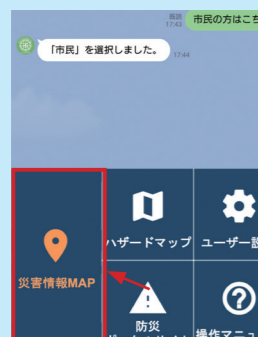 既読
17:43
市民の方はこち
「市民」を選択しました。
17:44
災害情報MAP
ハザードマップ
ユーザー設
防災
操作マニュ